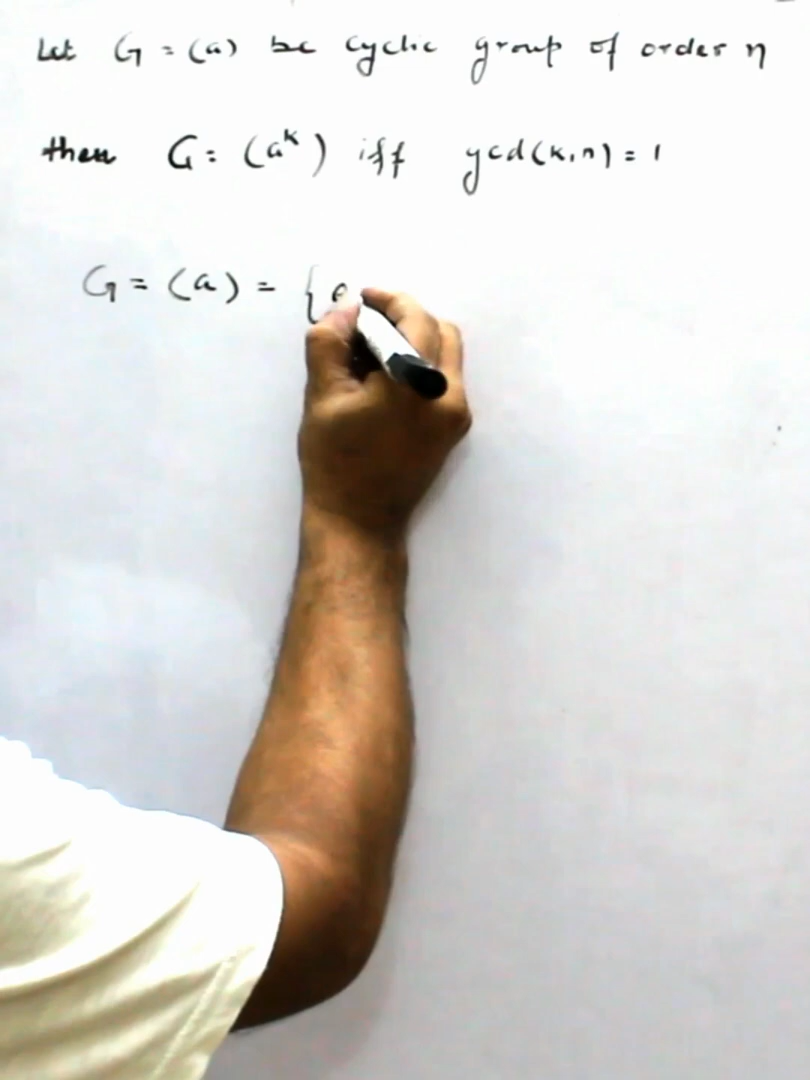 Let G = (a) be cyclic group of order n
then G = (a^k) iff gcd(k,n) = 1
G = (a) = {e